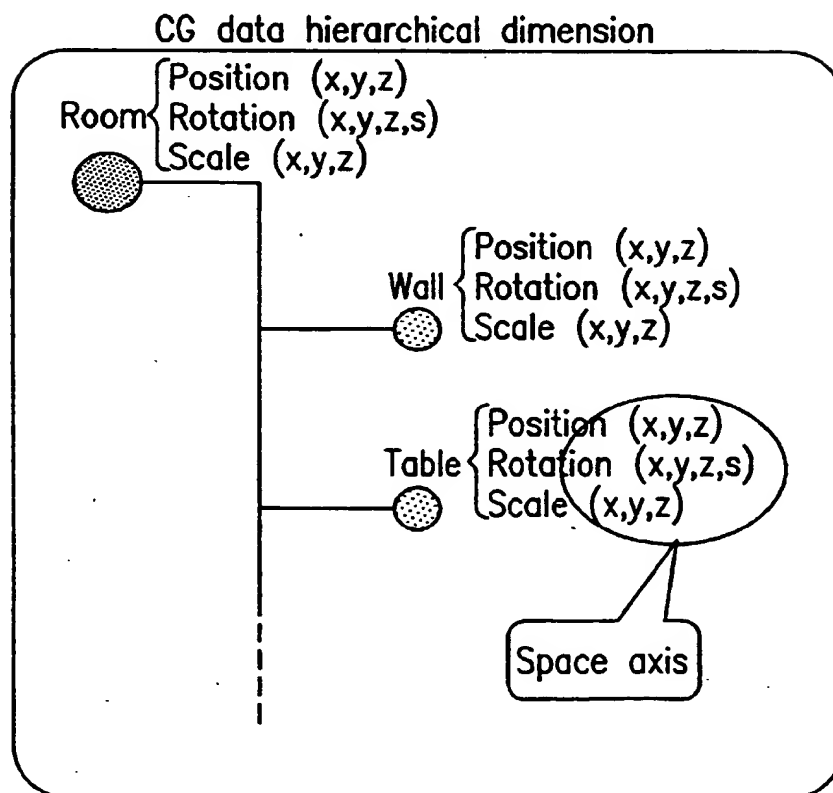 CG data hierarchical dimension
Position (x,y,z)
Room Rotation (x,y,z,s)
Scale (x,y,z)
Position (x,y,z)
Wall Rotation (x,y,z,s)
Scale (x,y,z)
Position (x,y,z)
Table Rotation (x,y,z,s)
Scale (x,y,z)
Space axis